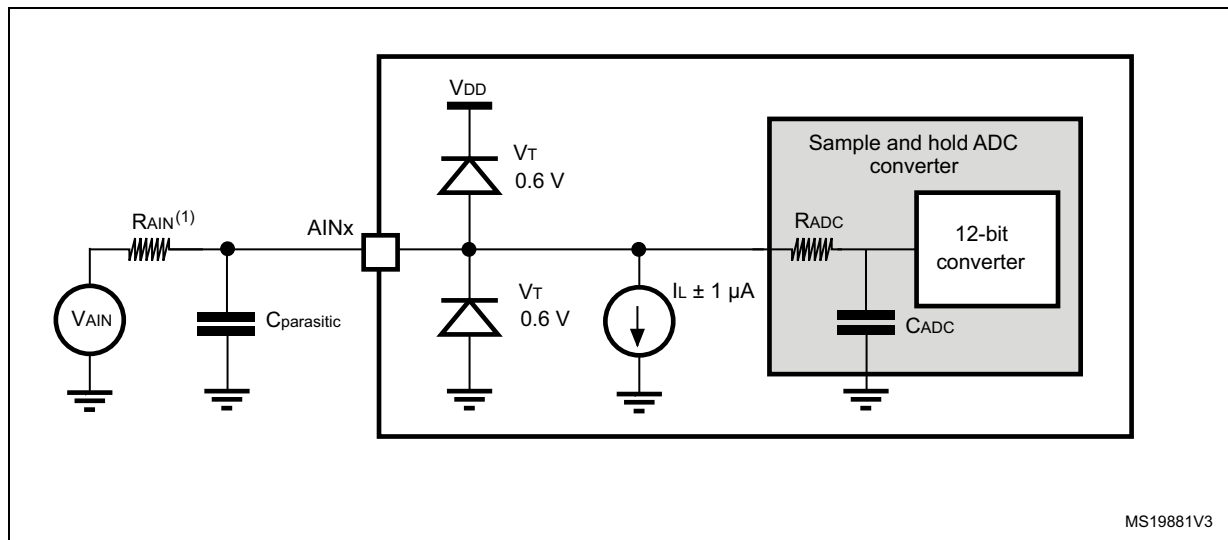 VDD
Sample and hold ADC
converter
VT
0.6 V
RAIN(1)
AINx
RADC
12-bit
converter
VT
0.6 V
IL ± 1 µA
VAIN
Cparasitic
CADC
MS19881V3